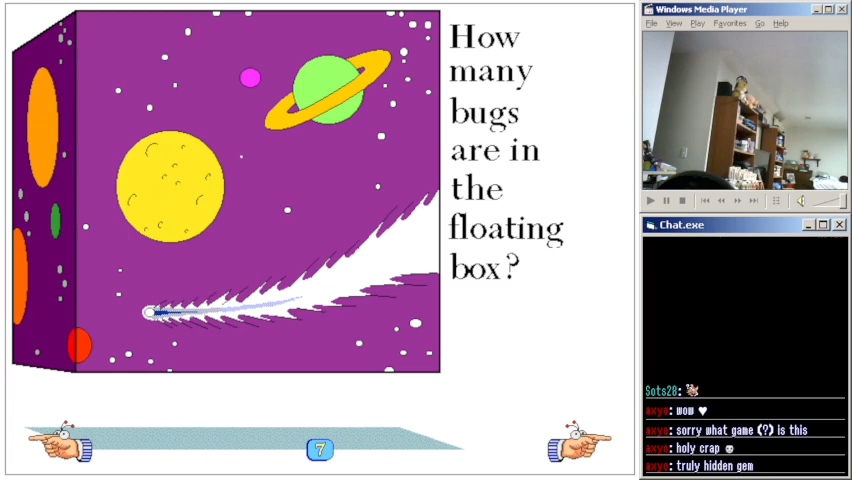 How
many
bugs
are in
the
floating
box?
7
Windows Media Player
File View Play Favorites Go Help
Chat.exe
Sots28:
axyo: wow ♥
axyo: sorry what game (?) is this
axyo: holy crap
axyo: truly hidden gem